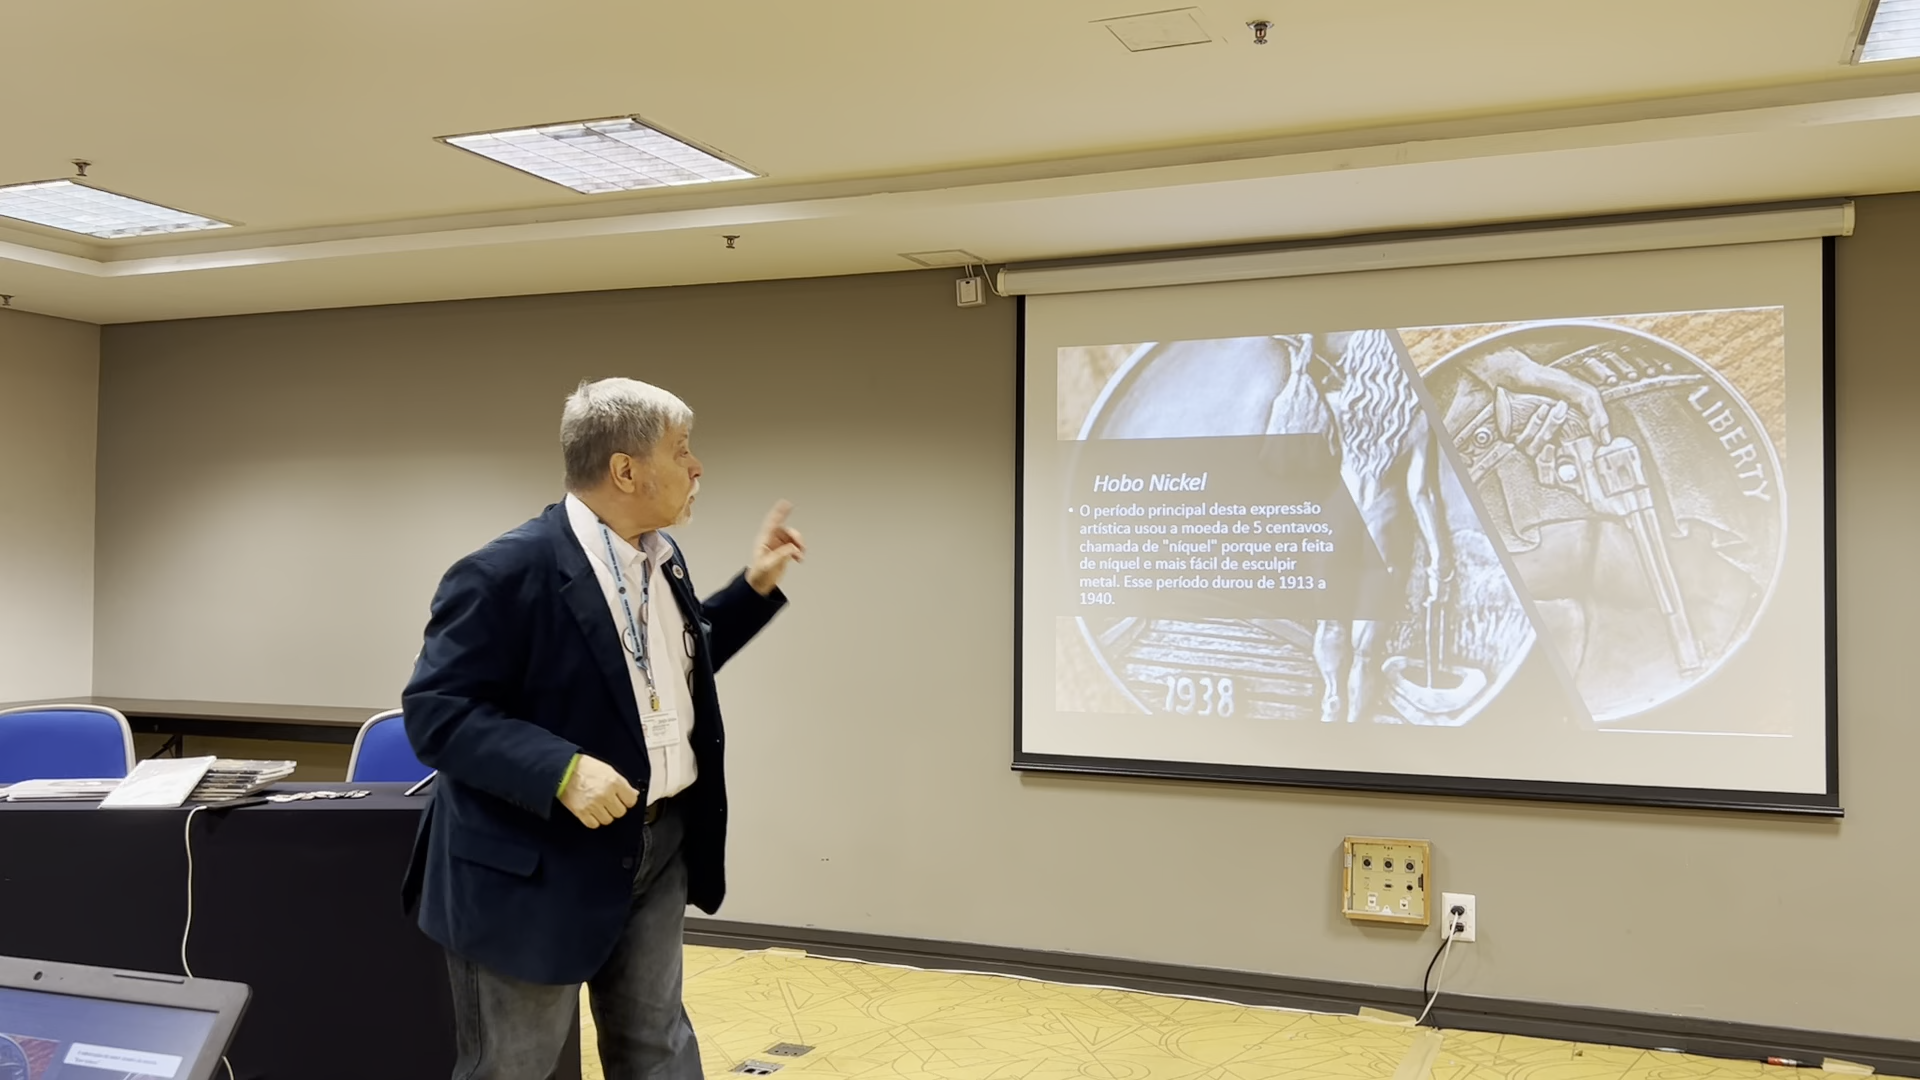 Hobo Nickel
• O período principal desta expressão
artística usou a moeda de 5 centavos,
chamada de "níquel" porque era feita
de níquel e mais fácil de esculpir
metal. Esse período durou de 1913 a
1940.
LIBERTY
1938